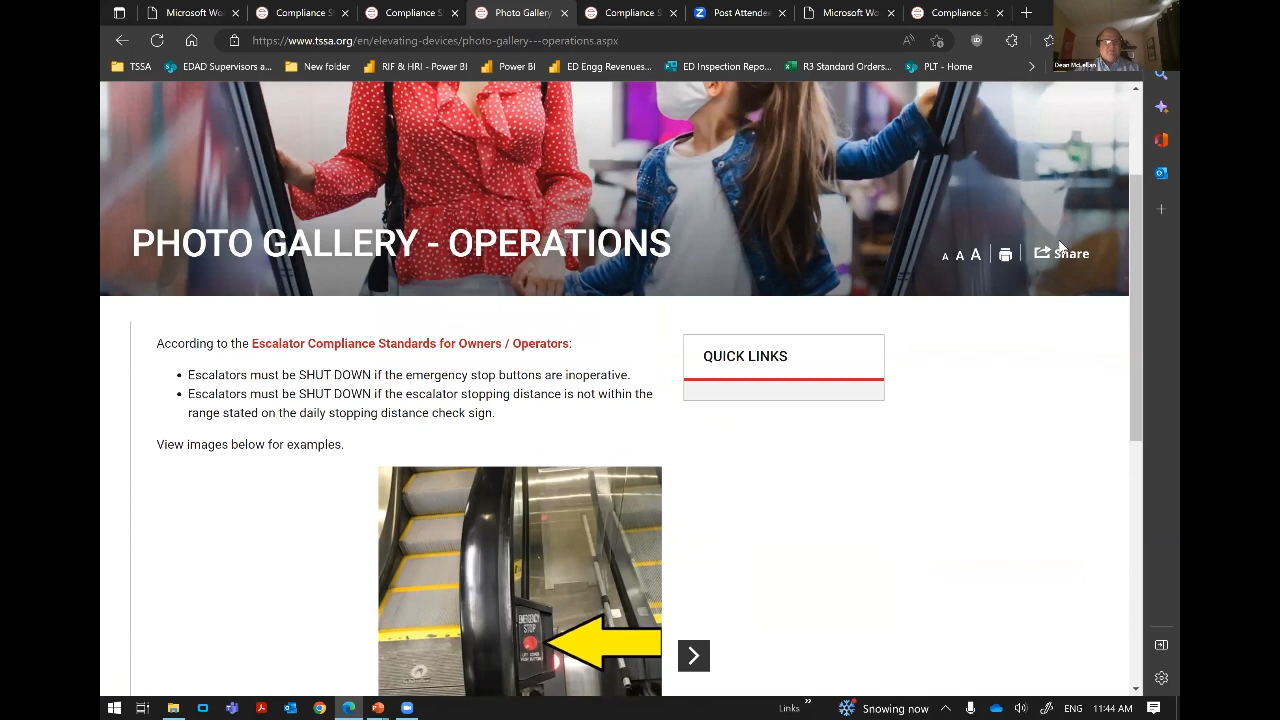 Microsoft Wo
Compliance S
Compliance S
Photo Gallery
Compliance S
Post Attende
Microsoft Wo
Compliance S
https://www.tssa.org/en/elevating-devices/photo-gallery---operations.aspx
Dean McLellan
TSSA
EDAD Supervisors a...
New folder
RIF & HRI - Power BI
Power BI
ED Engg Revenues...
ED Inspection Repo...
R3 Standard Orders...
PLT - Home
PHOTO GALLERY - OPERATIONS
A A A
Share
According to the Escalator Compliance Standards for Owners / Operators:
• Escalators must be SHUT DOWN if the emergency stop buttons are inoperative.
• Escalators must be SHUT DOWN if the escalator stopping distance is not within the
range stated on the daily stopping distance check sign.
View images below for examples.
QUICK LINKS
EMERGENCY
STOP
Links
Snowing now
ENG
11:44 AM